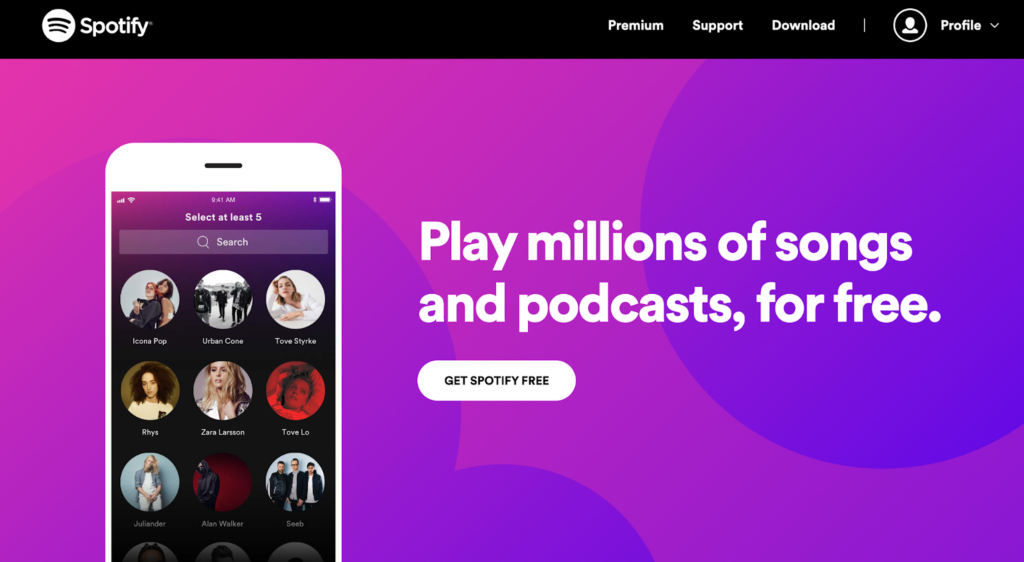 Spotify®
Premium Support Download | Profile
9:41 AM
Select at least 5
Search
Icona Pop Urban Cone Tove Styrke
Rhys Zara Larsson Tove Lo
Juliander Alan Walker Seeb
Play millions of songs
and podcasts, for free.
GET SPOTIFY FREE